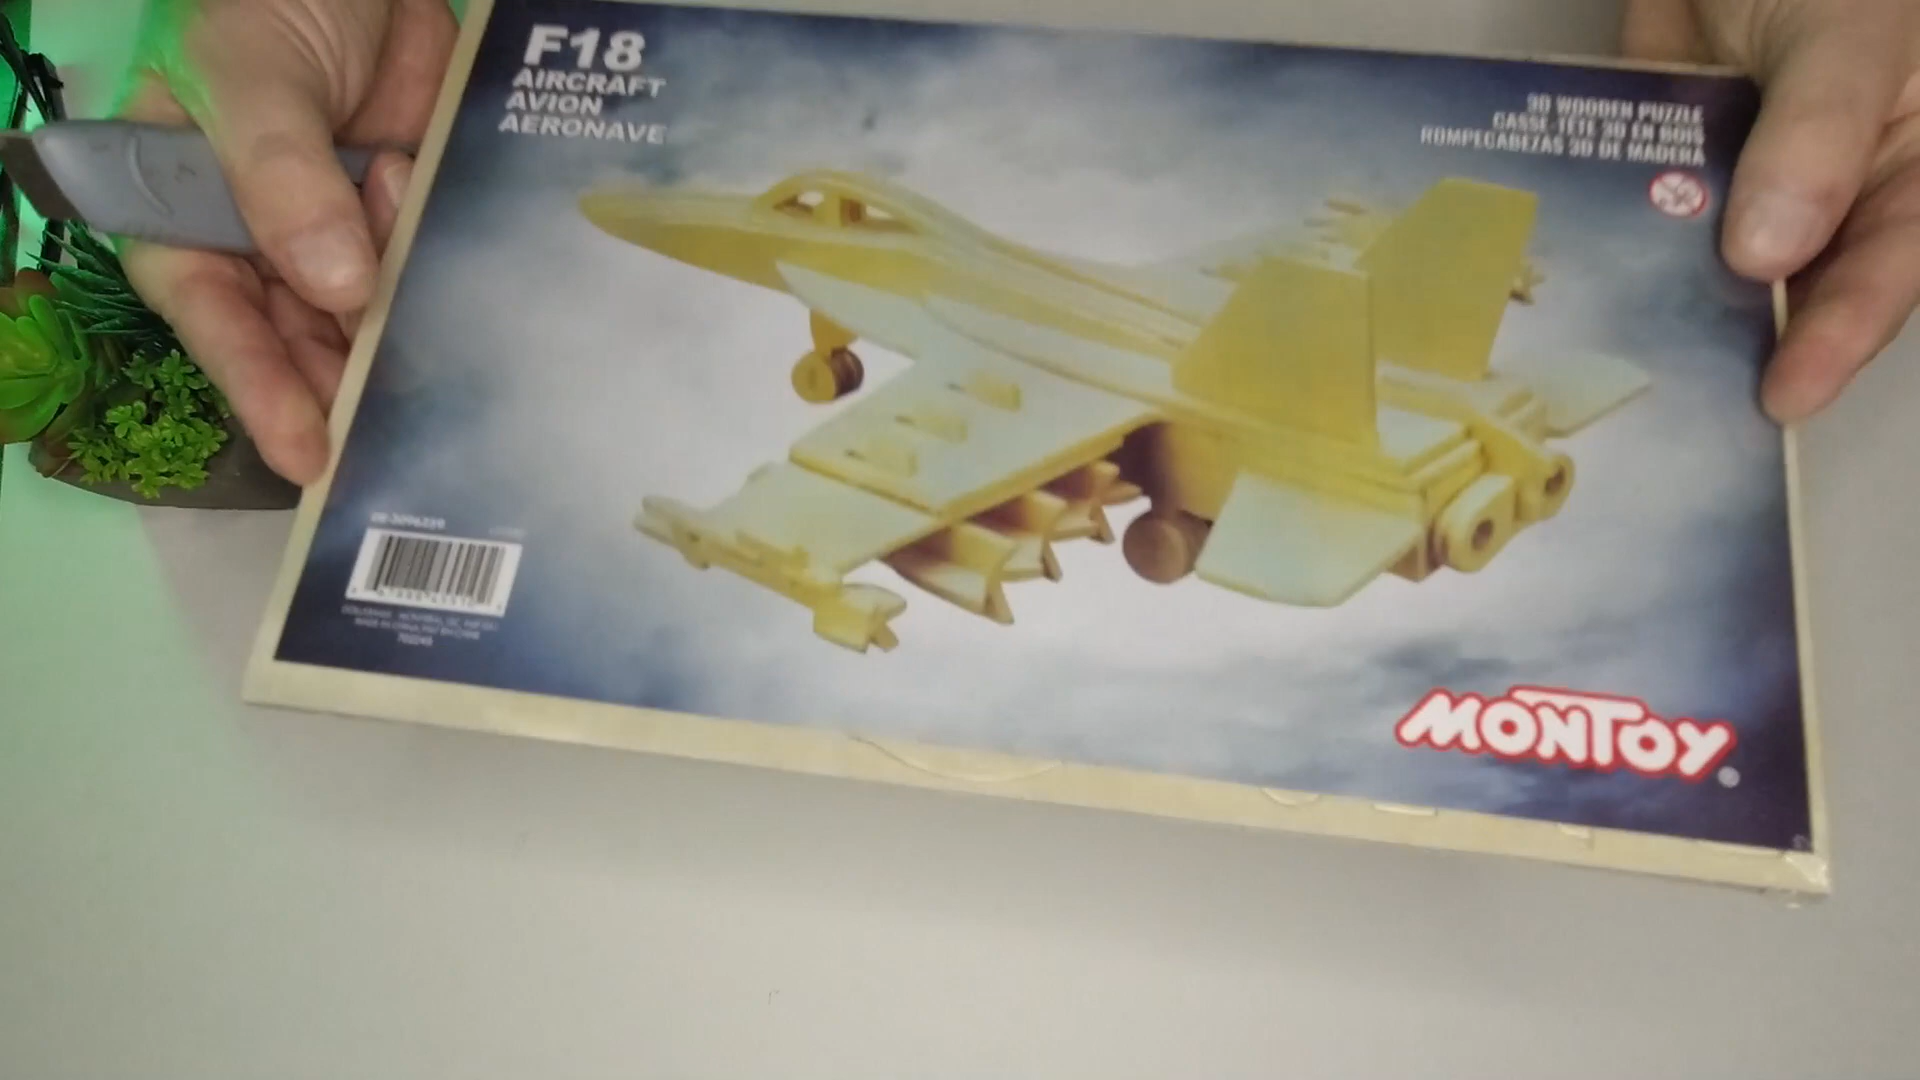 F18
AIRCRAFT
AVION
AERONAVE
3D WOODEN PUZZLE
CASSE-TÊTE 3D EN BOIS
ROMPECABEZAS 3D DE MADERA
MONTOY